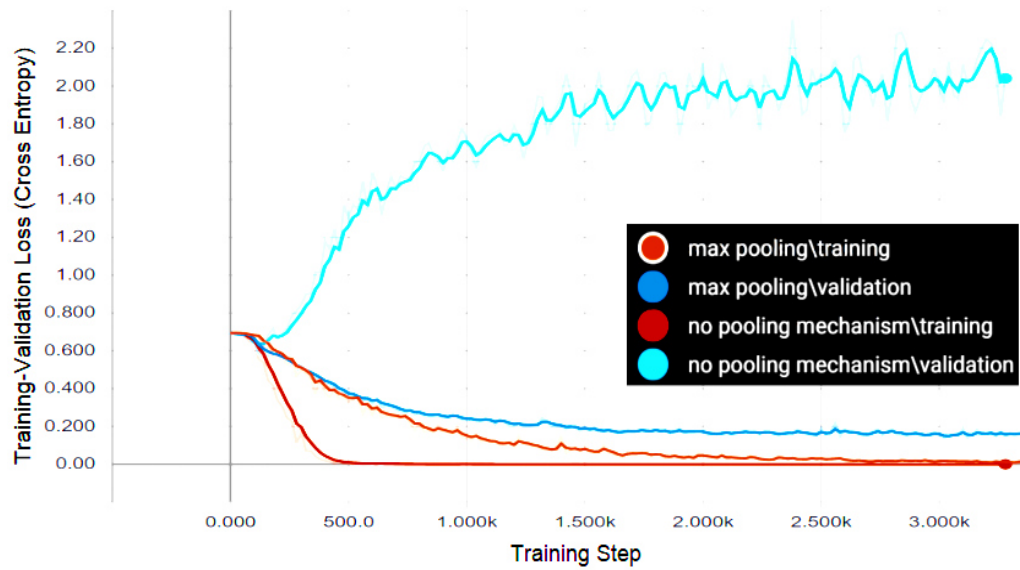 Training-Validation Loss (Cross Entropy)
2.20
2.00
1.80
1.60
1.40
1.20
1.00
0.800
0.600
0.400
0.200
0.00
max pooling\training
max pooling\validation
no pooling mechanism\training
no pooling mechanism\validation
0.000 500.0 1.000k 1.500k 2.000k 2.500k 3.000k
Training Step